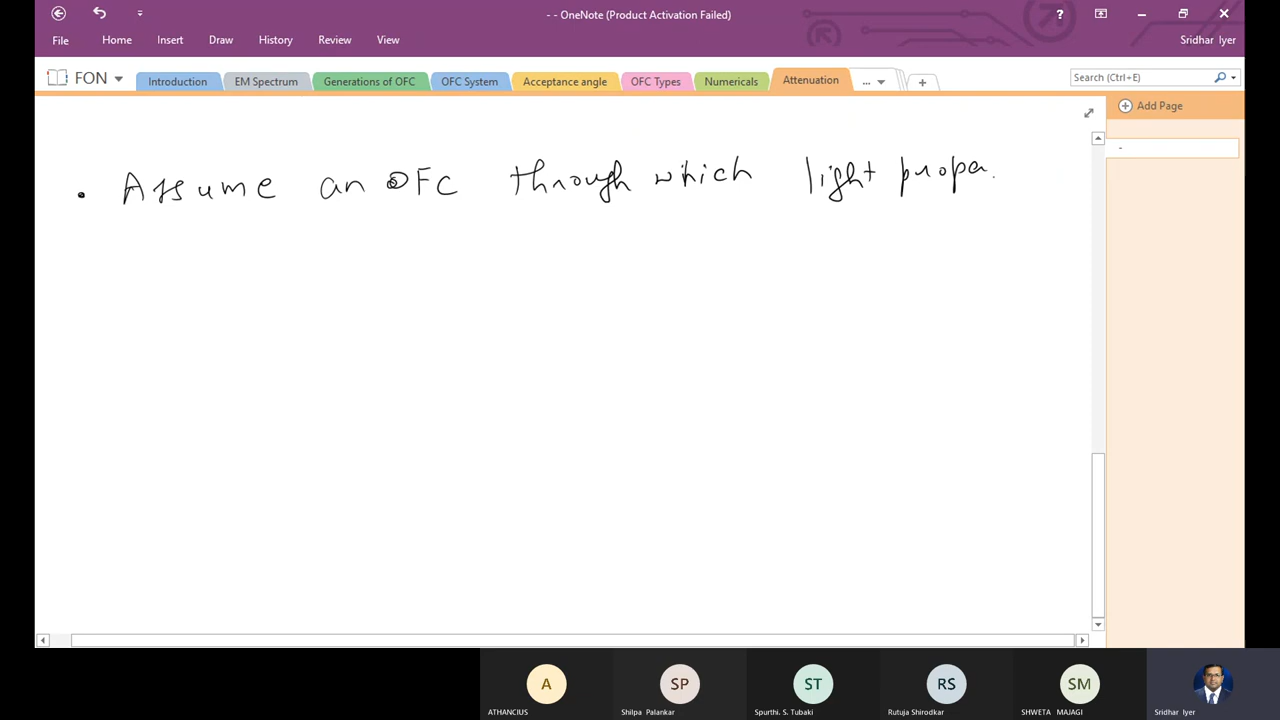 - - OneNote (Product Activation Failed)
?
File Home Insert Draw History Review View
Sridhar Iyer
FON Introduction EM Spectrum Generations of OFC OFC System Acceptance angle OFC Types Numericals Attenuation ... +
Search (Ctrl+E)
Add Page
-
• Assume an OFC through which light propa
A SP ST RS SM
ATHANCIUS Shilpa Palankar Spurthi. S. Tubaki Rutuja Shirodkar SHWETA MAJAGI Sridhar Iyer